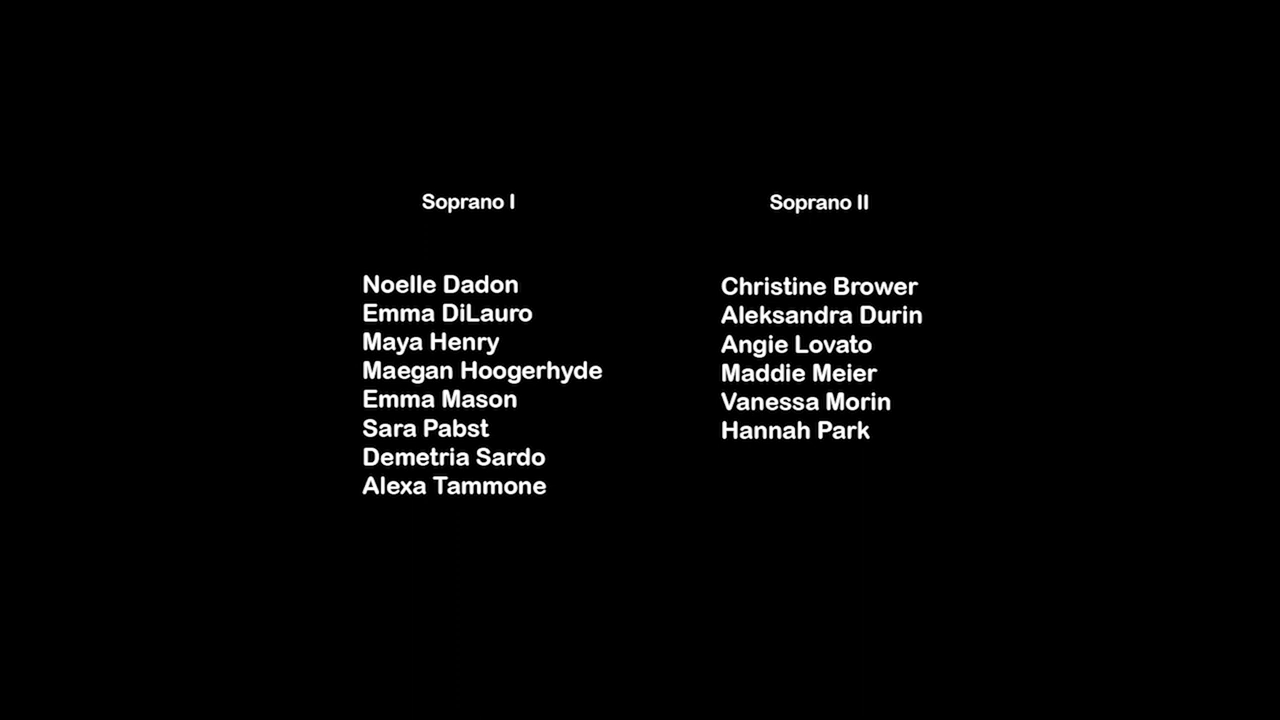 Soprano I
Noelle Dadon
Emma DiLauro
Maya Henry
Maegan Hoogerhyde
Emma Mason
Sara Pabst
Demetria Sardo
Alexa Tammone
Soprano II
Christine Brower
Aleksandra Durin
Angie Lovato
Maddie Meier
Vanessa Morin
Hannah Park